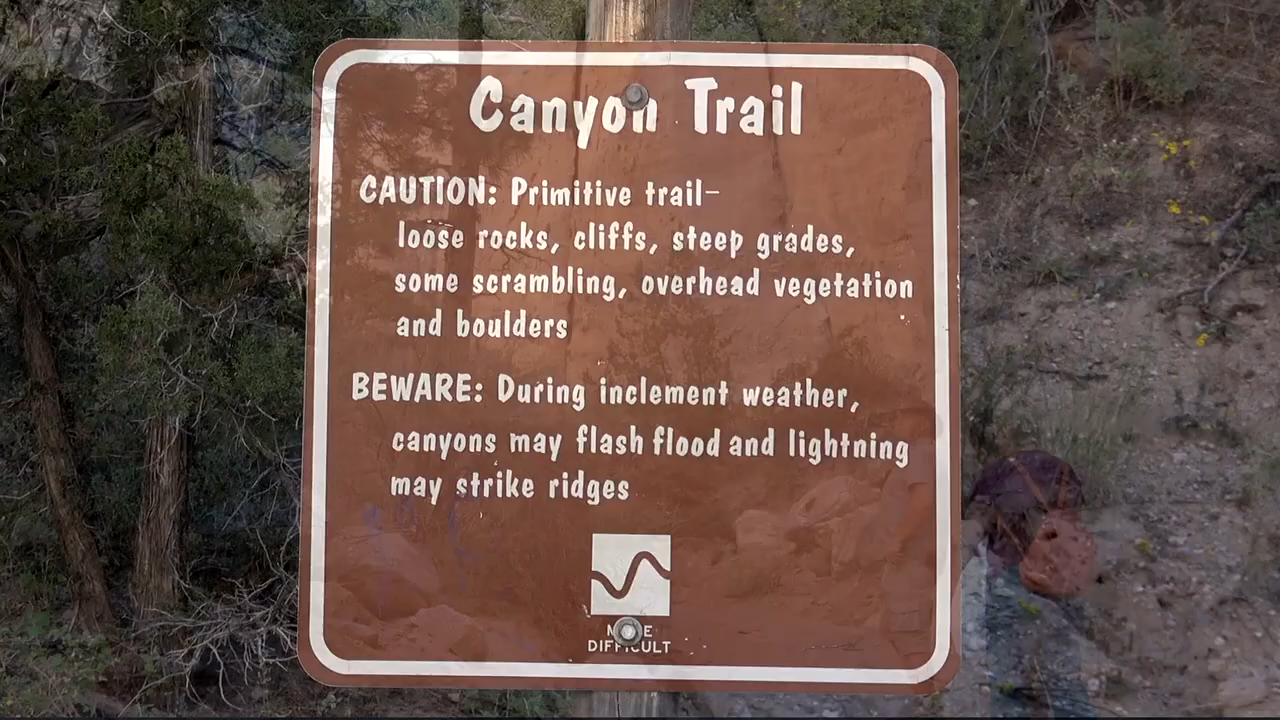 Canyon Trail
CAUTION: Primitive trail–
loose rocks, cliffs, steep grades,
some scrambling, overhead vegetation
and boulders
BEWARE: During inclement weather,
canyons may flash flood and lightning
may strike ridges
MORE
DIFFICULT